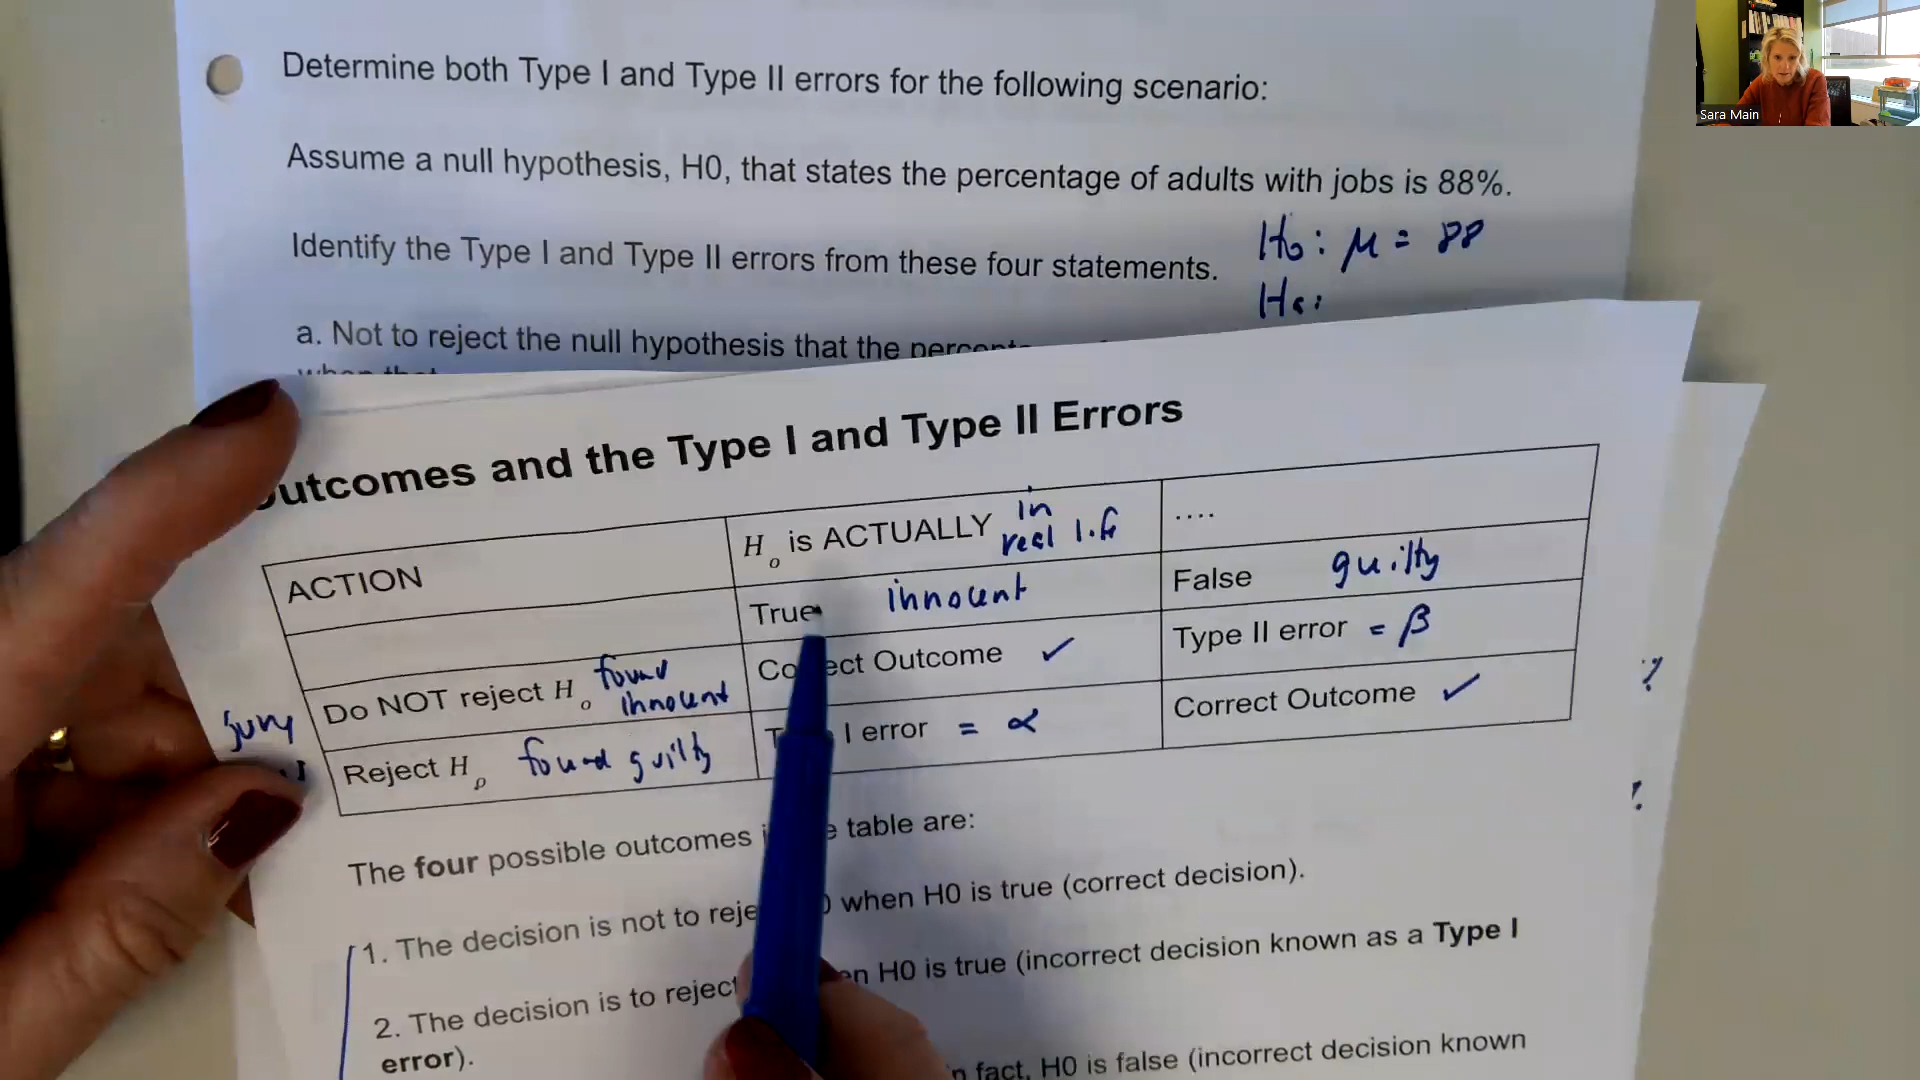 Determine both Type I and Type II errors for the following scenario:
Sara Main
Assume a null hypothesis, H0, that states the percentage of adults with jobs is 88%.
Identify the Type I and Type II errors from these four statements.
H₀: μ = 88
a. Not to reject the null hypothesis that the
outcomes and the Type I and Type II Errors
ACTION
H₀ is ACTUALLY in real life
....
True innocent
False guilty
Do NOT reject H₀ found innocent
Correct Outcome ✓
Type II error = β
jury
Reject H₀ found guilty
I error = α
Correct Outcome ✓
?
The four possible outcomes table are:
1. The decision is not to when H0 is true (correct decision).
2. The decision is to reject H0 is true (incorrect decision known as a Type I
error).
fact, H0 is false (incorrect decision known